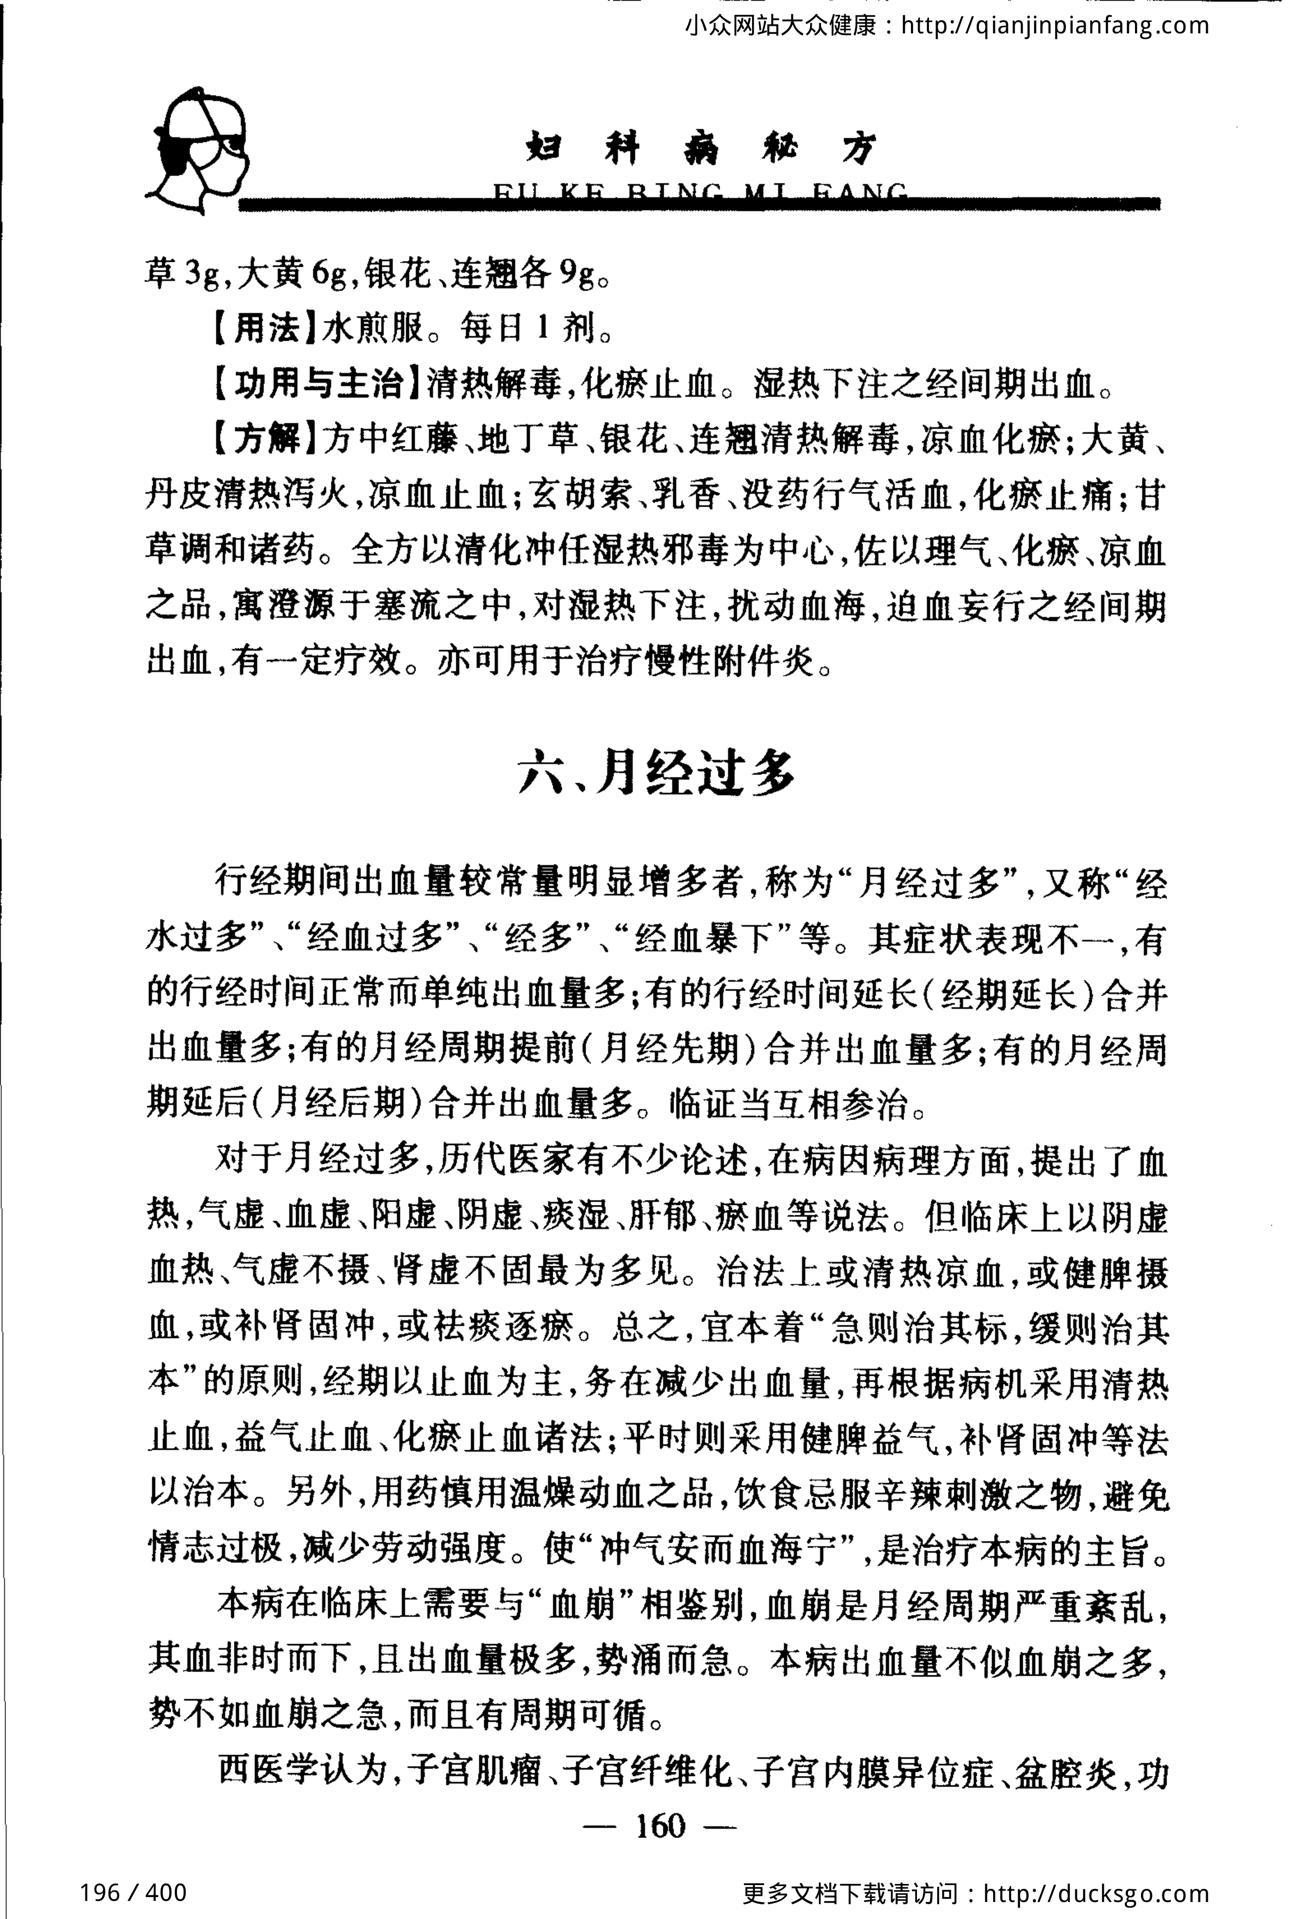 小众网站大众健康：http://qianjinpianfang.com
妇科病秘方
FU KE BING MI FANG
草3g,大黄6g,银花、连翘各9g。
【用法】水煎服。每日1剂。
【功用与主治】清热解毒,化瘀止血。湿热下注之经间期出血。
【方解】方中红藤、地丁草、银花、连翘清热解毒,凉血化瘀;大黄、
丹皮清热泻火,凉血止血;玄胡索、乳香、没药行气活血,化瘀止痛;甘
草调和诸药。全方以清化冲任湿热邪毒为中心,佐以理气、化瘀、凉血
之品,寓澄源于塞流之中,对湿热下注,扰动血海,迫血妄行之经间期
出血,有一定疗效。亦可用于治疗慢性附件炎。
六、月经过多
行经期间出血量较常量明显增多者,称为“月经过多”,又称“经
水过多”、“经血过多”、“经多”、“经血暴下”等。其症状表现不一,有
的行经时间正常而单纯出血量多;有的行经时间延长(经期延长)合并
出血量多;有的月经周期提前(月经先期)合并出血量多;有的月经周
期延后(月经后期)合并出血量多。临证当互相参治。
对于月经过多,历代医家有不少论述,在病因病理方面,提出了血
热,气虚、血虚、阳虚、阴虚、痰湿、肝郁、瘀血等说法。但临床上以阴虚
血热、气虚不摄、肾虚不固最为多见。治法上或清热凉血,或健脾摄
血,或补肾固冲,或祛痰逐瘀。总之,宜本着“急则治其标,缓则治其
本”的原则,经期以止血为主,务在减少出血量,再根据病机采用清热
止血,益气止血、化瘀止血诸法;平时则采用健脾益气,补肾固冲等法
以治本。另外,用药慎用温燥动血之品,饮食忌服辛辣刺激之物,避免
情志过极,减少劳动强度。使“冲气安而血海宁”,是治疗本病的主旨。
本病在临床上需要与“血崩”相鉴别,血崩是月经周期严重紊乱,
其血非时而下,且出血量极多,势涌而急。本病出血量不似血崩之多,
势不如血崩之急,而且有周期可循。
西医学认为,子宫肌瘤、子宫纤维化、子宫内膜异位症、盆腔炎,功
— 160 —
196 / 400
更多文档下载请访问：http://ducksgo.com